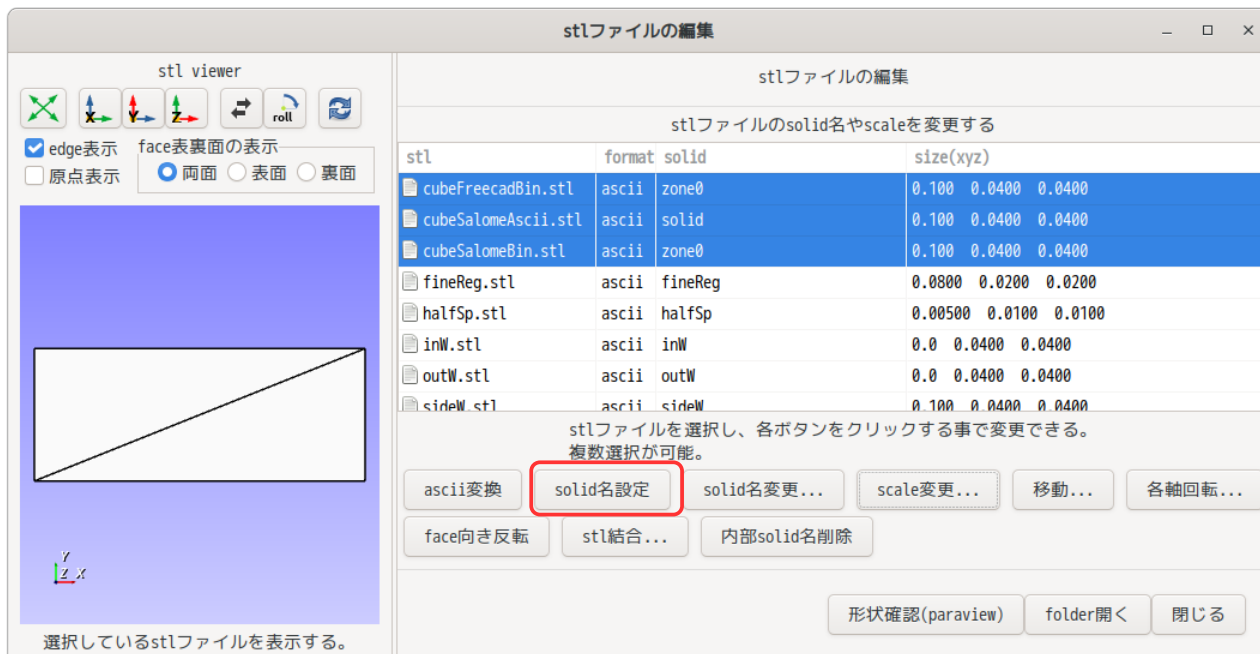 stlファイルの編集
stl viewer
X
Y
Z
roll
edge表示
原点表示
face表裏面の表示
両面 表面 裏面
Y
Z X
選択しているstlファイルを表示する。
stlファイルの編集
stlファイルのsolid名やscaleを変更する
stl format solid size(xyz)
cubeFreecadBin.stl ascii zone0 0.100 0.0400 0.0400
cubeSalomeAscii.stl ascii solid 0.100 0.0400 0.0400
cubeSalomeBin.stl ascii zone0 0.100 0.0400 0.0400
fineReg.stl ascii fineReg 0.0800 0.0200 0.0200
halfSp.stl ascii halfSp 0.00500 0.0100 0.0100
inW.stl ascii inW 0.0 0.0400 0.0400
outW.stl ascii outW 0.0 0.0400 0.0400
sideW.stl ascii sideW 0.100 0.0400 0.0400
stlファイルを選択し、各ボタンをクリックする事で変更できる。
複数選択が可能。
ascii変換 solid名設定 solid名変更... scale変更... 移動... 各軸回転...
face向き反転 stl結合... 内部solid名削除
形状確認(paraview) folder開く 閉じる